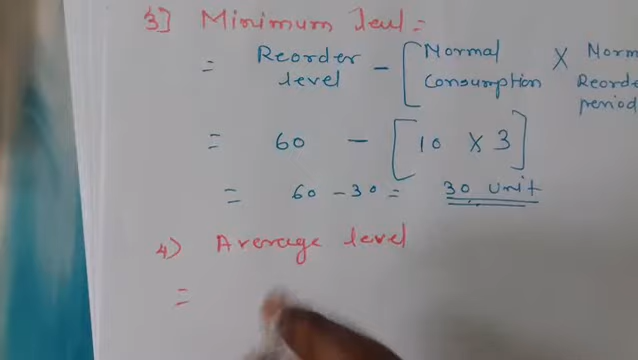 3] Minimum level =
= Reorder level - [Normal Consumption X Norm
Reorde
period
= 60 - [10 X 3]
= 60 - 30 = 30 Unit
4) Average level
=